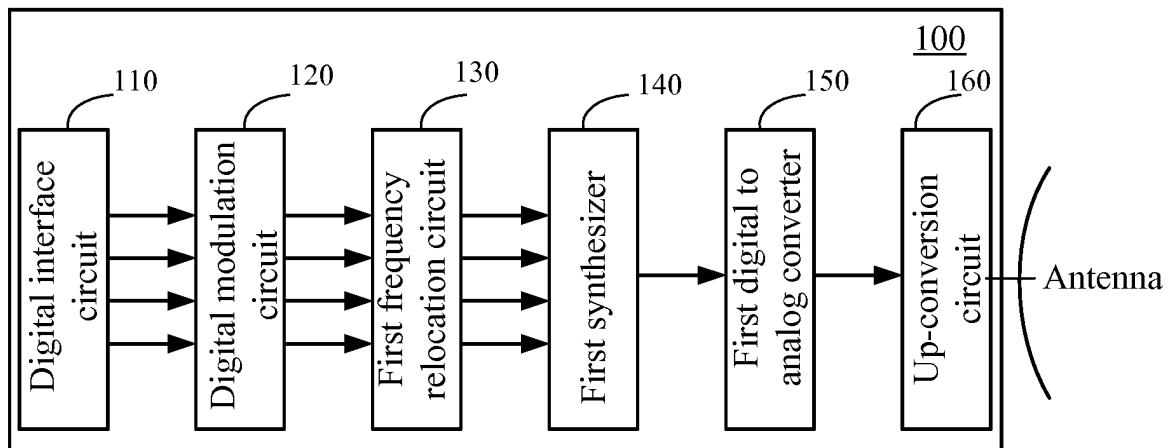 100
110
120
130
140
150
160
Digital interface
circuit
Digital modulation
circuit
First frequency
relocation circuit
First synthesizer
First digital to
analog converter
Up-conversion
circuit
Antenna